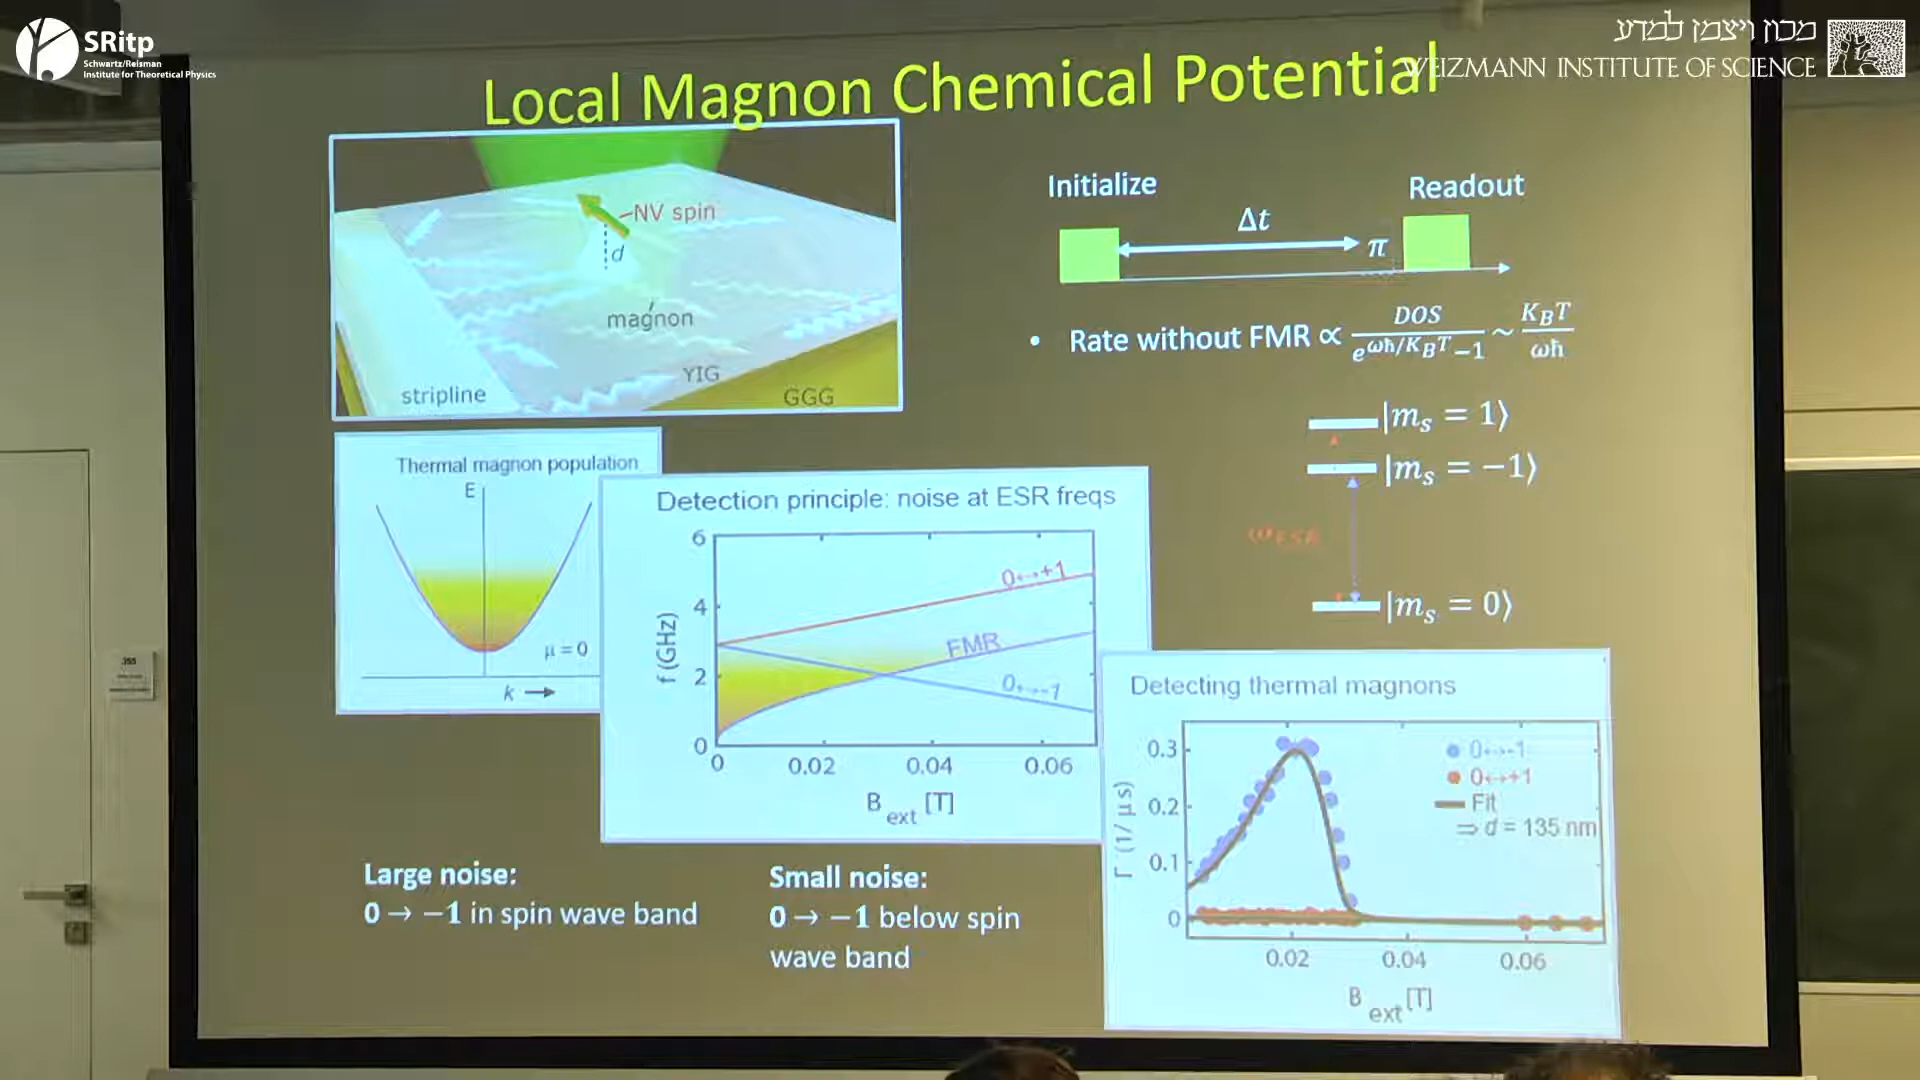 SRitp
Schwartz/Reisman
Institute for Theoretical Physics
מכון ויצמן למדע
WEIZMANN INSTITUTE OF SCIENCE
Local Magnon Chemical Potential
NV spin
d
magnon
YIG
stripline
GGG
Initialize
Readout
Δt
π
• Rate without FMR ∝ DOS / e^{ωħ/K_BT} −1 ~ K_BT / ωħ
|m_s = 1⟩
|m_s = −1⟩
ω_ESR
|m_s = 0⟩
Thermal magnon population
E
μ = 0
k →
Detection principle: noise at ESR freqs
6
4
2
0
f (GHz)
0↔+1
FMR
0↔-1
0 0.02 0.04 0.06
B_ext [T]
Detecting thermal magnons
0.3
0.2
0.1
0
Γ (1/μs)
0↔-1
0↔+1
Fit
⇒ d = 135 nm
0.02 0.04 0.06
B_ext [T]
Large noise:
0 → −1 in spin wave band
Small noise:
0 → −1 below spin
wave band
355